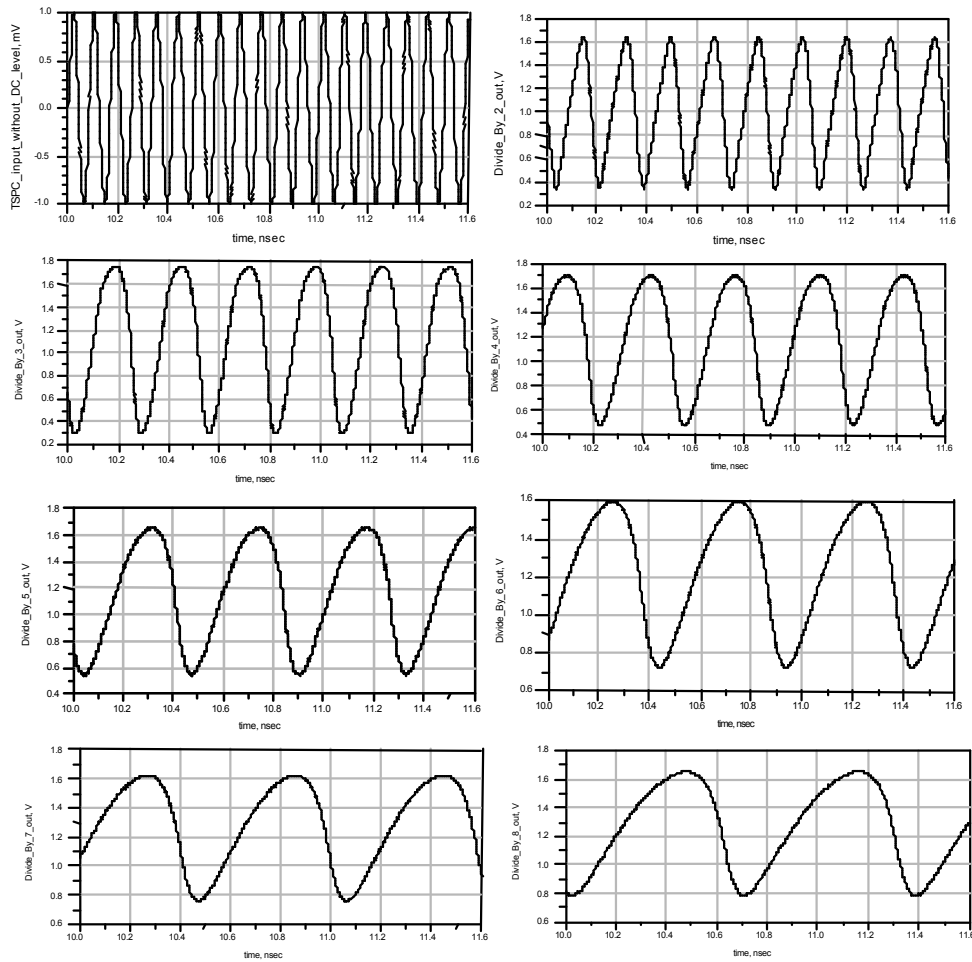 TSPC_input_without_DC_level, mV
1.0
0.5
0.0
-0.5
-1.0
10.0 10.2 10.4 10.6 10.8 11.0 11.2 11.4 11.6
time, nsec
Divide_By_2_out, V
1.8
1.6
1.4
1.2
1.0
0.8
0.6
0.4
0.2
10.0 10.2 10.4 10.6 10.8 11.0 11.2 11.4 11.6
time, nsec
Divide_By_3_out, V
1.8
1.6
1.4
1.2
1.0
0.8
0.6
0.4
0.2
10.0 10.2 10.4 10.6 10.8 11.0 11.2 11.4 11.6
time, nsec
Divide_By_4_out, V
1.8
1.6
1.4
1.2
1.0
0.8
0.6
0.4
10.0 10.2 10.4 10.6 10.8 11.0 11.2 11.4 11.6
time, nsec
Divide_By_5_out, V
1.8
1.6
1.4
1.2
1.0
0.8
0.6
0.4
10.0 10.2 10.4 10.6 10.8 11.0 11.2 11.4 11.6
time, nsec
Divide_By_6_out, V
1.6
1.4
1.2
1.0
0.8
0.6
10.0 10.2 10.4 10.6 10.8 11.0 11.2 11.4 11.6
time, nsec
Divide_By_7_out, V
1.8
1.6
1.4
1.2
1.0
0.8
0.6
10.0 10.2 10.4 10.6 10.8 11.0 11.2 11.4 11.6
time, nsec
Divide_By_8_out, V
1.8
1.6
1.4
1.2
1.0
0.8
0.6
10.0 10.2 10.4 10.6 10.8 11.0 11.2 11.4 11.6
time, nsec